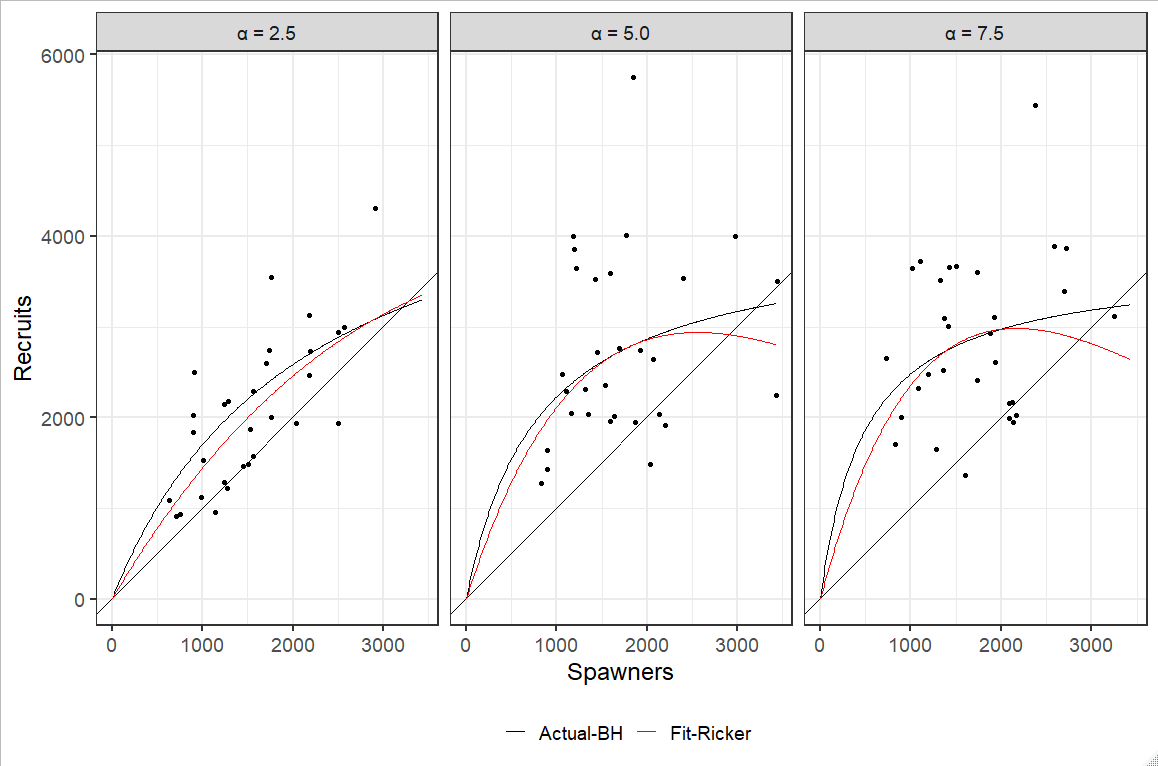 α = 2.5 α = 5.0 α = 7.5
6000
4000
2000
0
Recruits
0 1000 2000 3000 0 1000 2000 3000 0 1000 2000 3000
Spawners
Actual-BH Fit-Ricker